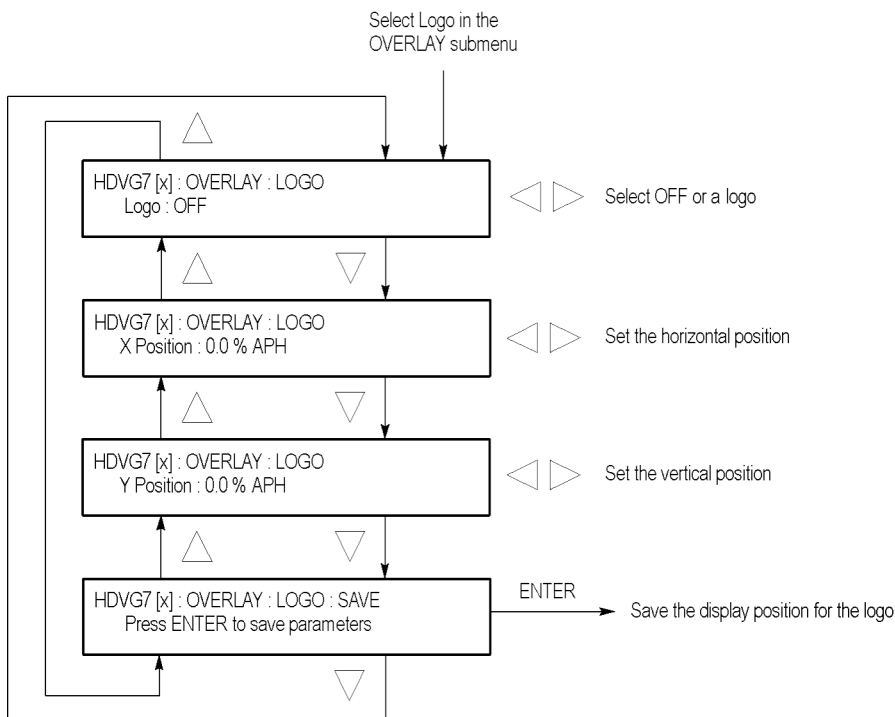 Select Logo in the
OVERLAY submenu
HDVG7 [x] : OVERLAY : LOGO
Logo : OFF
Select OFF or a logo
HDVG7 [x] : OVERLAY : LOGO
X Position : 0.0 % APH
Set the horizontal position
HDVG7 [x] : OVERLAY : LOGO
Y Position : 0.0 % APH
Set the vertical position
HDVG7 [x] : OVERLAY : LOGO : SAVE
Press ENTER to save parameters
ENTER
Save the display position for the logo